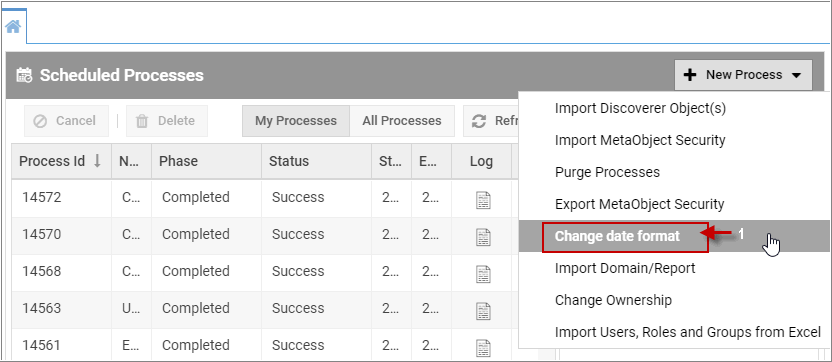 Scheduled Processes
New Process
Cancel Delete My Processes All Processes Refr
Process Id N... Phase Status St... E... Log
14572 C... Completed Success 2... 2...
14570 C... Completed Success 2... 2...
14568 C... Completed Success 2... 2...
14563 U... Completed Success 2... 2...
14561 E... Completed Success 2... 2...
Import Discoverer Object(s)
Import MetaObject Security
Purge Processes
Export MetaObject Security
Change date format 1
Import Domain/Report
Change Ownership
Import Users, Roles and Groups from Excel